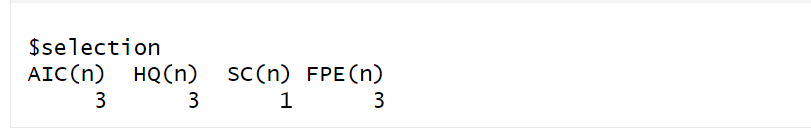 $selection
AIC(n)  HQ(n)  SC(n) FPE(n)
     3      3      1      3